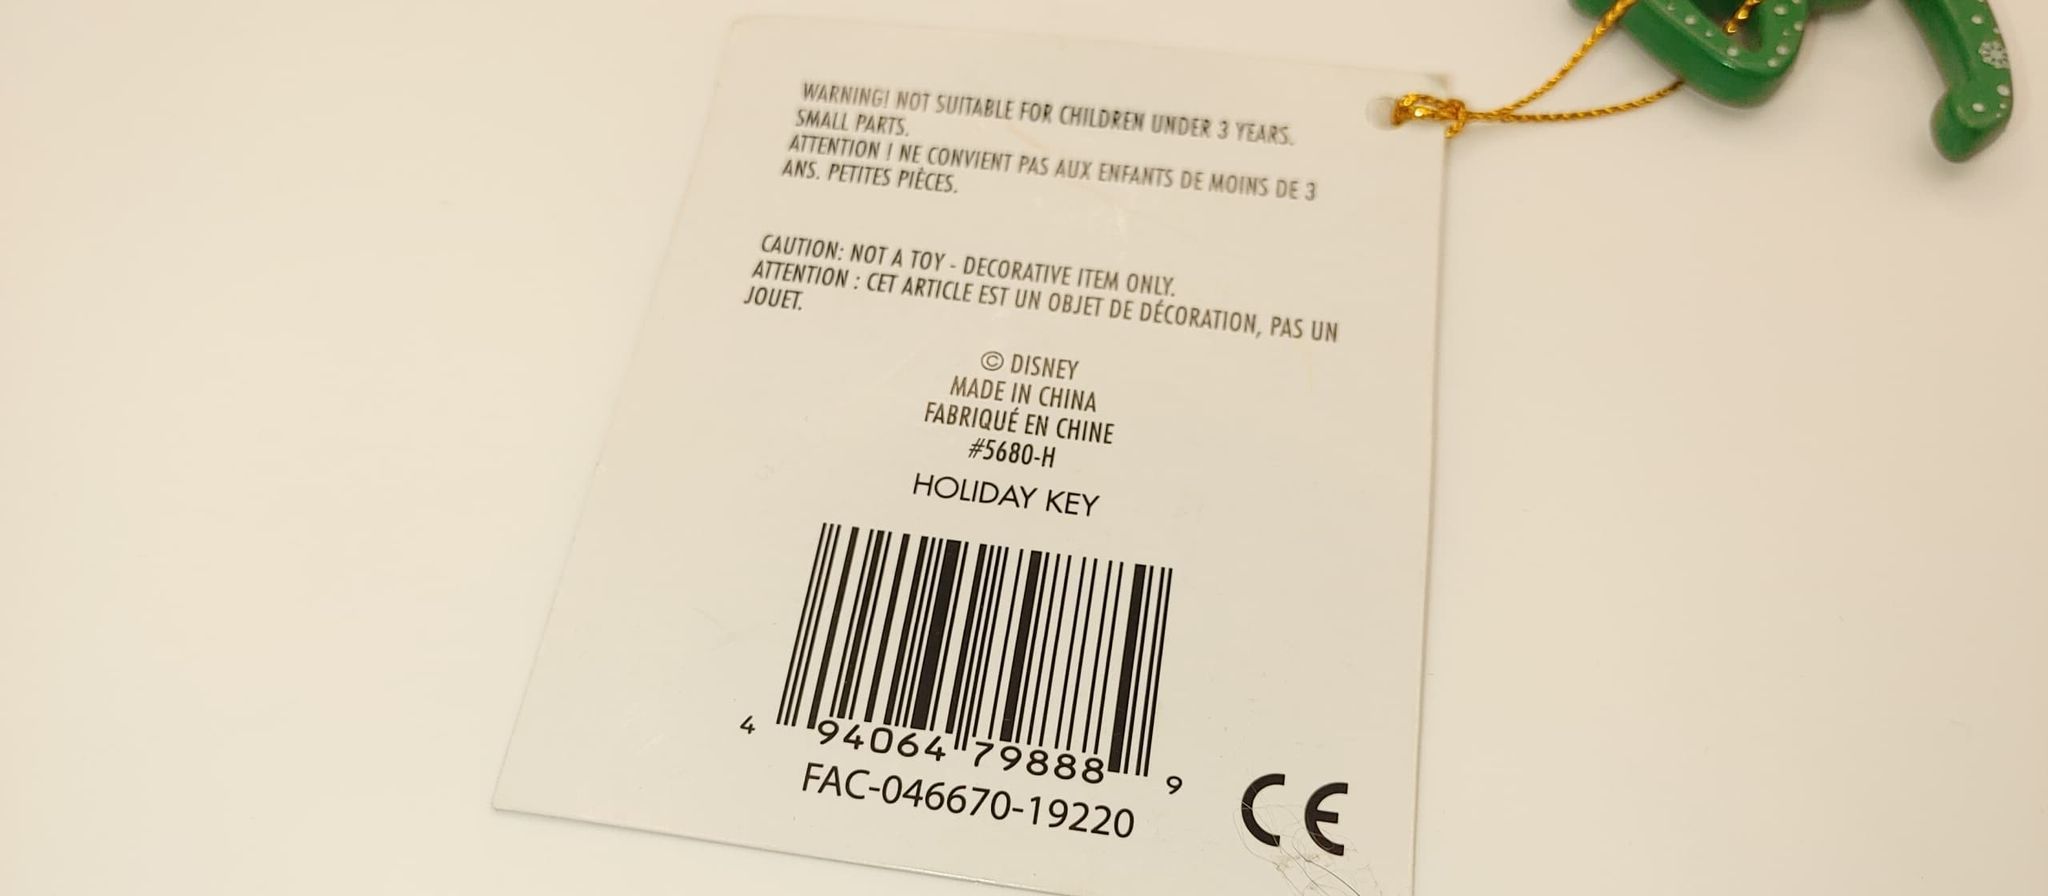 WARNING! NOT SUITABLE FOR CHILDREN UNDER 3 YEARS.
SMALL PARTS.
ATTENTION ! NE CONVIENT PAS AUX ENFANTS DE MOINS DE 3
ANS. PETITES PIÈCES.
CAUTION: NOT A TOY - DECORATIVE ITEM ONLY.
ATTENTION : CET ARTICLE EST UN OBJET DE DÉCORATION, PAS UN
JOUET.
© DISNEY
MADE IN CHINA
FABRIQUÉ EN CHINE
#5680-H
HOLIDAY KEY
4 94064 79888 9
FAC-046670-19220
CE